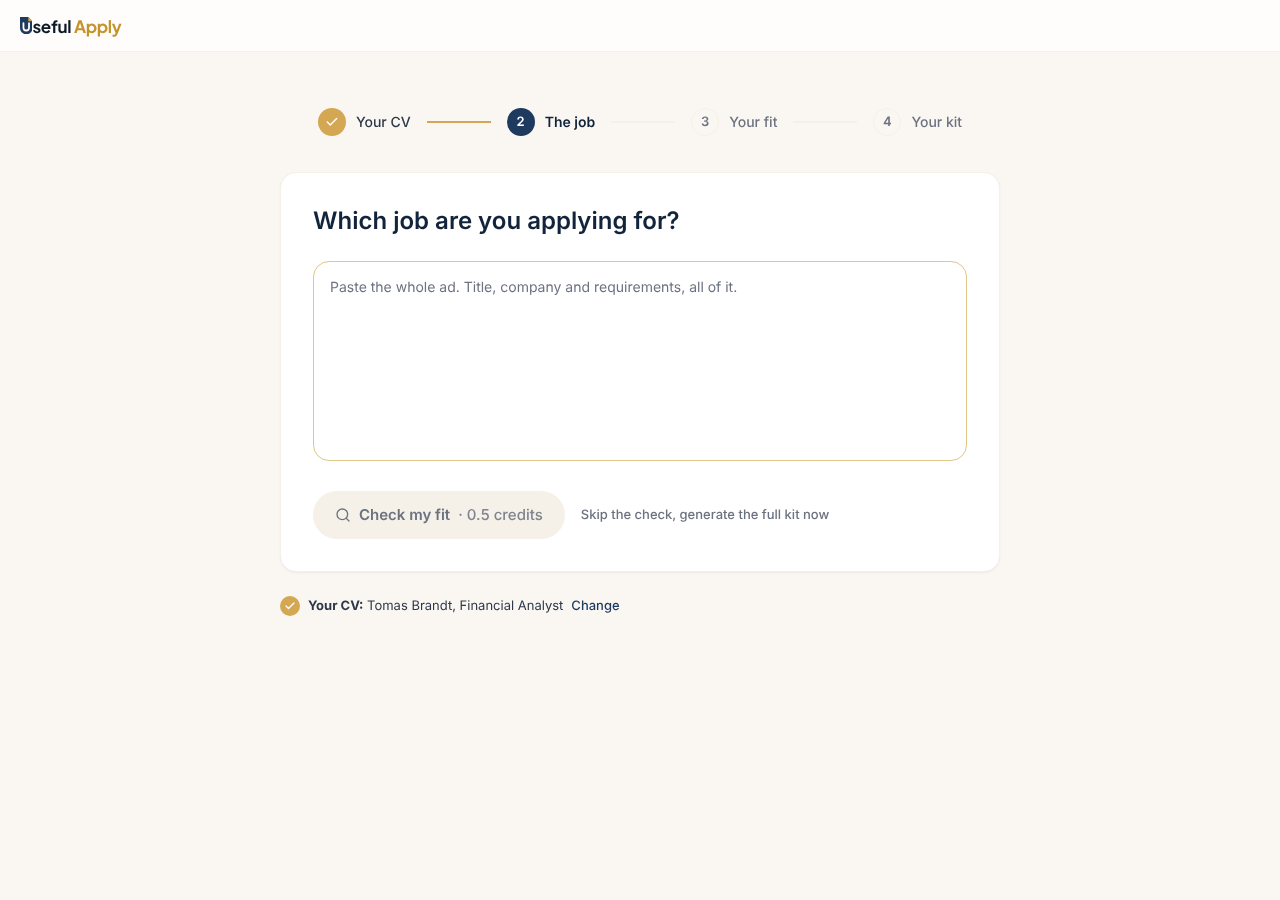 Useful Apply
Your CV
2 The job
3 Your fit
4 Your kit
Which job are you applying for?
Paste the whole ad. Title, company and requirements, all of it.
Check my fit · 0.5 credits
Skip the check, generate the full kit now
Your CV: Tomas Brandt, Financial Analyst Change